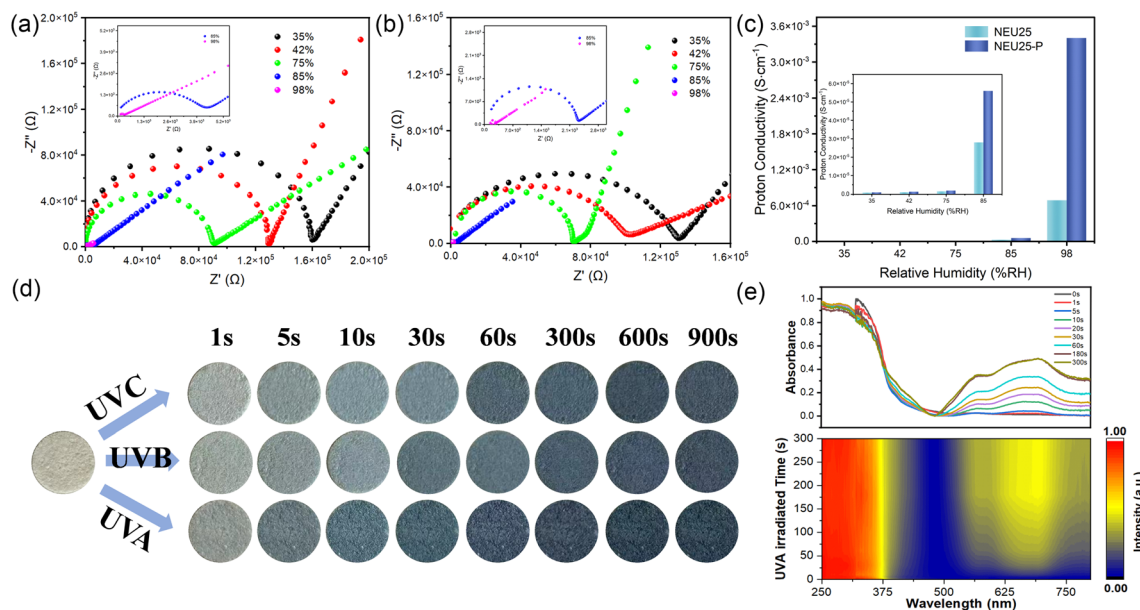 (a)
2.0×10⁵
1.6×10⁵
1.2×10⁵
8.0×10⁴
4.0×10⁴
0.0
-Z'' (Ω)
0.0
4.0×10⁴
8.0×10⁴
1.2×10⁵
1.6×10⁵
2.0×10⁵
Z' (Ω)
35%
42%
75%
85%
98%
85%
98%
-Z'' (Ω)
Z' (Ω)
(b)
1.6×10⁵
1.2×10⁵
8.0×10⁴
4.0×10⁴
0.0
-Z'' (Ω)
0.0
4.0×10⁴
8.0×10⁴
1.2×10⁵
1.6×10⁵
Z' (Ω)
35%
42%
75%
85%
98%
85%
98%
-Z'' (Ω)
Z' (Ω)
(c)
NEU25
NEU25-P
3.6×10⁻³
3.0×10⁻³
2.4×10⁻³
1.8×10⁻³
1.2×10⁻³
6.0×10⁻⁴
0.0
Proton Conductivity (S·cm⁻¹)
35 42 75 85 98
Relative Humidity (%RH)
Proton Conductivity (S·cm⁻¹)
0.0
35 42 75 85
Relative Humidity (%RH)
(d)
1s 5s 10s 30s 60s 300s 600s 900s
UVC
UVB
UVA
(e)
1.0
0.8
0.6
0.4
0.2
0.0
Absorbance
0s
1s
5s
10s
20s
30s
60s
180s
300s
300
250
200
150
100
50
0
UVA irradiated Time (s)
250 375 500 625 750
Wavelength (nm)
1.00
0.00
Intensity (a.u.)